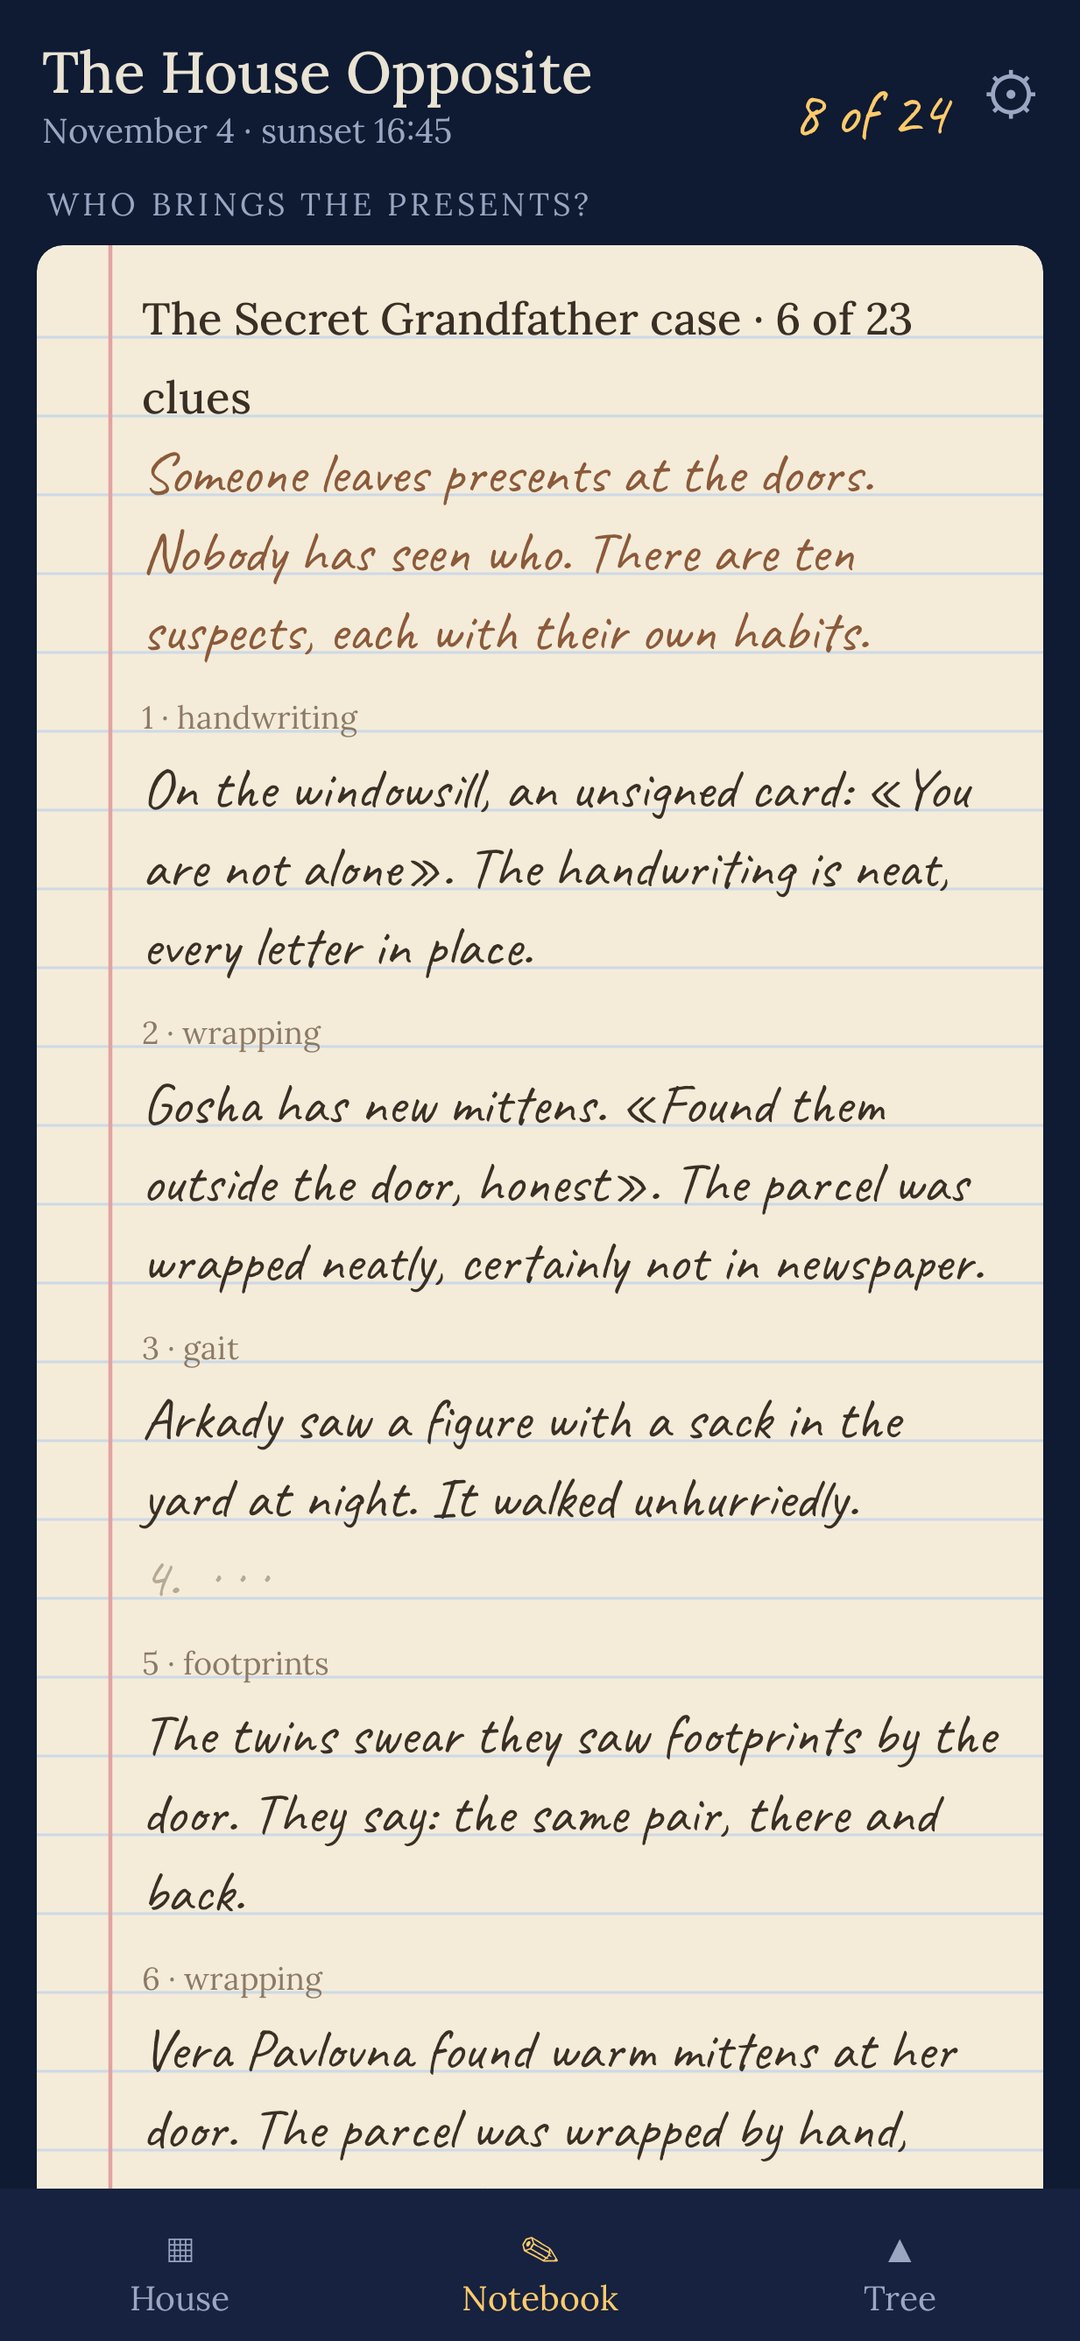 The House Opposite
November 4 · sunset 16:45
8 of 24
WHO BRINGS THE PRESENTS?
The Secret Grandfather case · 6 of 23
clues
Someone leaves presents at the doors.
Nobody has seen who. There are ten
suspects, each with their own habits.
1 · handwriting
On the windowsill, an unsigned card: «You
are not alone». The handwriting is neat,
every letter in place.
2 · wrapping
Gosha has new mittens. «Found them
outside the door, honest». The parcel was
wrapped neatly, certainly not in newspaper.
3 · gait
Arkady saw a figure with a sack in the
yard at night. It walked unhurriedly.
4. · · ·
5 · footprints
The twins swear they saw footprints by the
door. They say: the same pair, there and
back.
6 · wrapping
Vera Pavlovna found warm mittens at her
door. The parcel was wrapped by hand,
House
Notebook
Tree